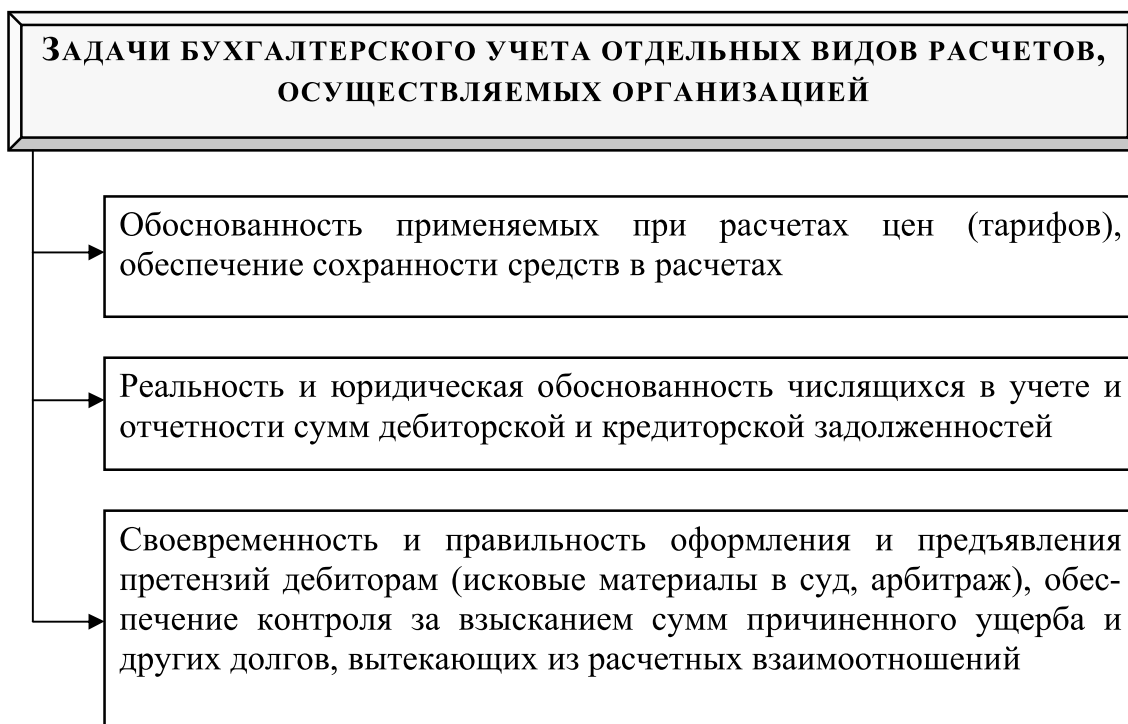 ЗАДАЧИ БУХГАЛТЕРСКОГО УЧЕТА ОТДЕЛЬНЫХ ВИДОВ РАСЧЕТОВ,
ОСУЩЕСТВЛЯЕМЫХ ОРГАНИЗАЦИЕЙ
Обоснованность применяемых при расчетах цен (тарифов),
обеспечение сохранности средств в расчетах
Реальность и юридическая обоснованность числящихся в учете и
отчетности сумм дебиторской и кредиторской задолженностей
Своевременность и правильность оформления и предъявления
претензий дебиторам (исковые материалы в суд, арбитраж), обес-
печение контроля за взысканием сумм причиненного ущерба и
других долгов, вытекающих из расчетных взаимоотношений